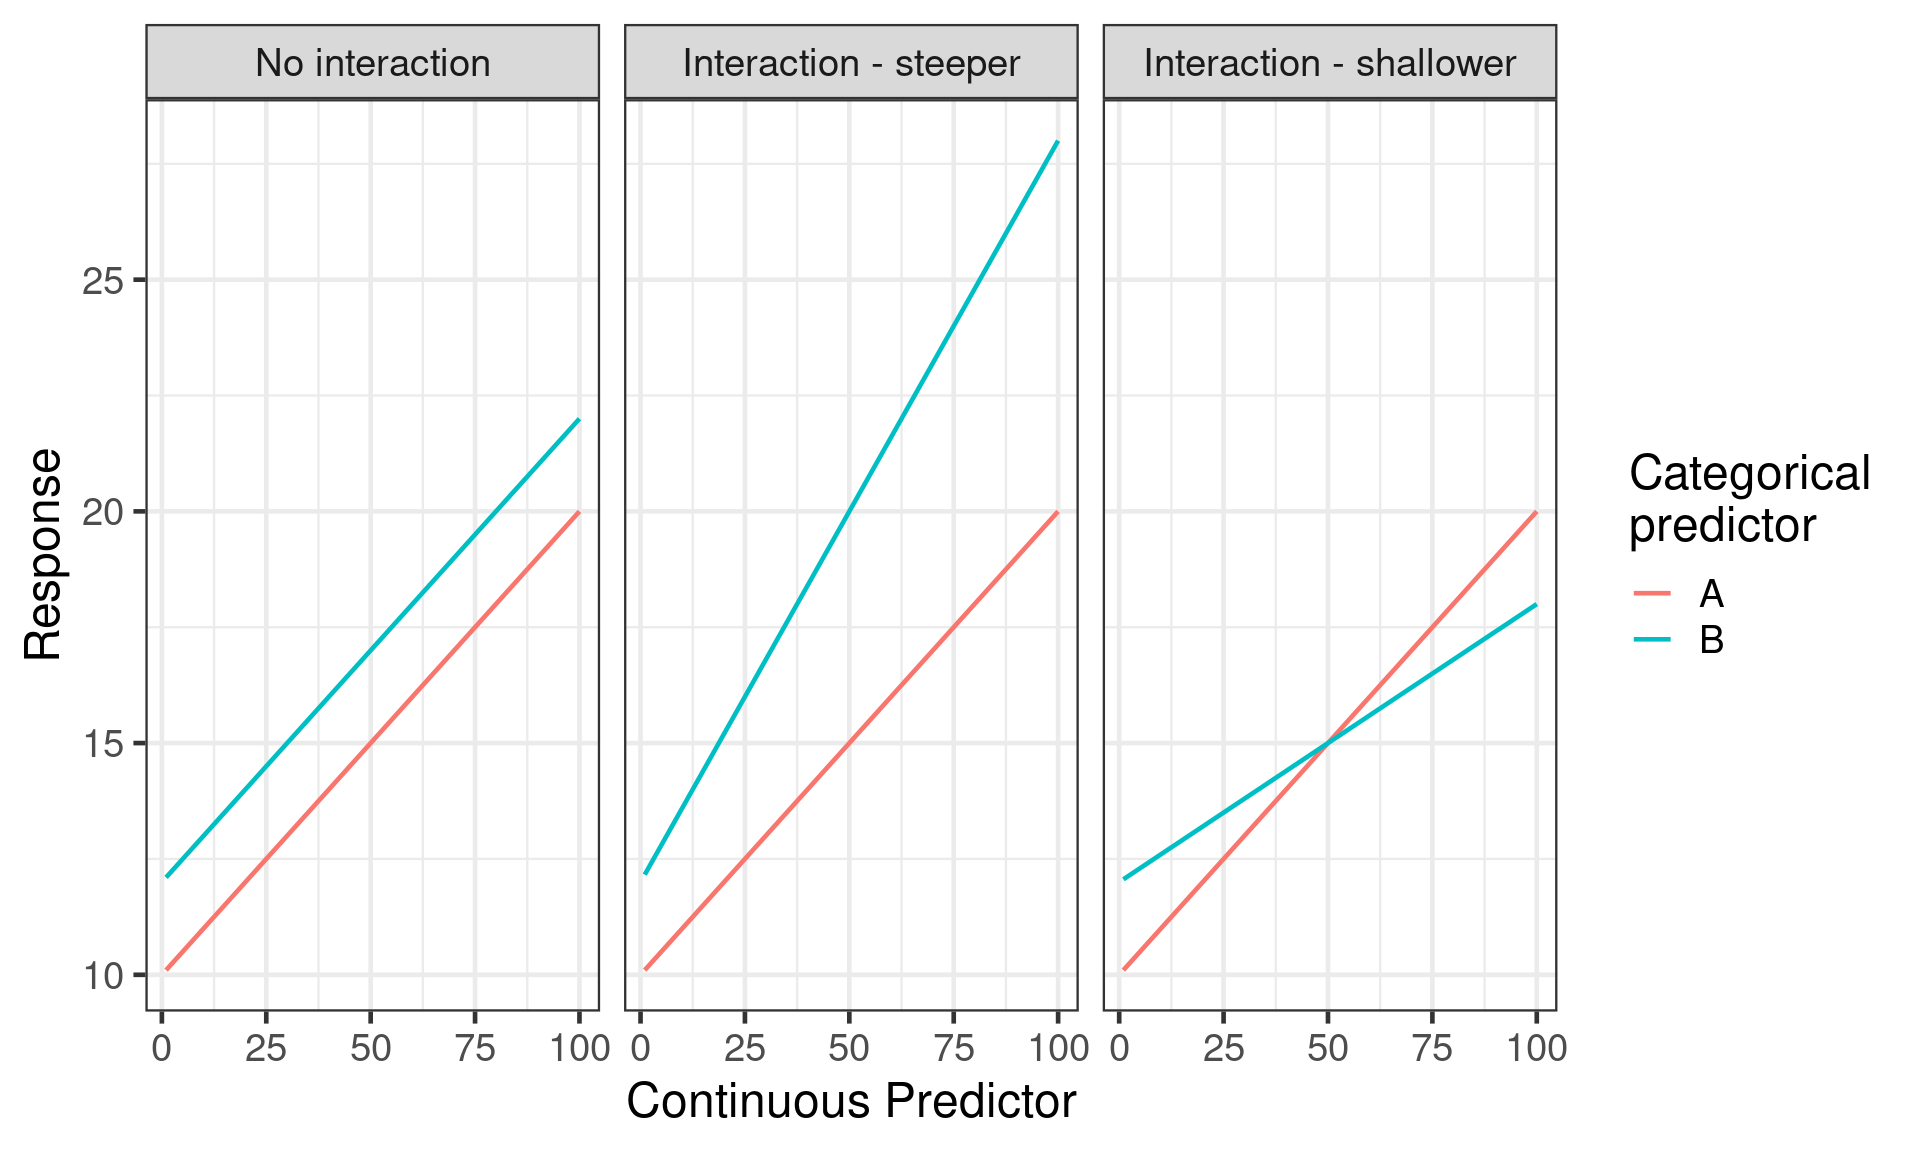 No interaction
Interaction - steeper
Interaction - shallower
Response
25
20
15
10
0 25 50 75 100
0 25 50 75 100
0 25 50 75 100
Continuous Predictor
Categorical
predictor
A
B